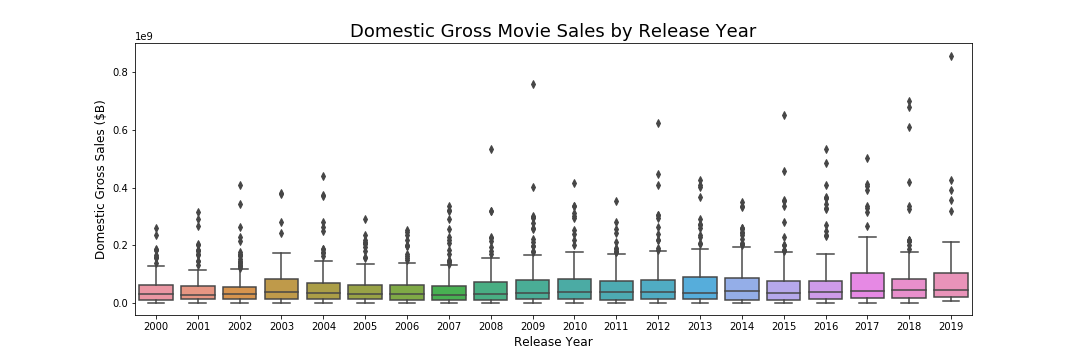 Domestic Gross Movie Sales by Release Year
1e9
0.8
0.6
0.4
0.2
0.0
Domestic Gross Sales ($B)
2000 2001 2002 2003 2004 2005 2006 2007 2008 2009 2010 2011 2012 2013 2014 2015 2016 2017 2018 2019
Release Year